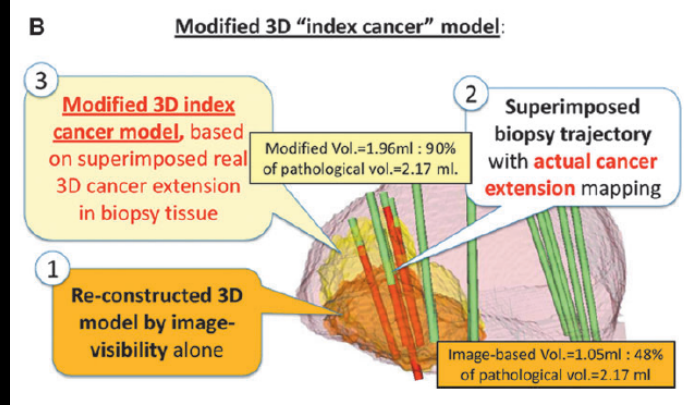 B
Modified 3D “index cancer” model:
3
Modified 3D index
cancer model, based
on superimposed real
3D cancer extension
in biopsy tissue
Modified Vol.=1.96ml : 90%
of pathological vol.=2.17 ml.
2
Superimposed
biopsy trajectory
with actual cancer
extension mapping
1
Re-constructed 3D
model by image-
visibility alone
Image-based Vol.=1.05ml : 48%
of pathological vol.=2.17 ml